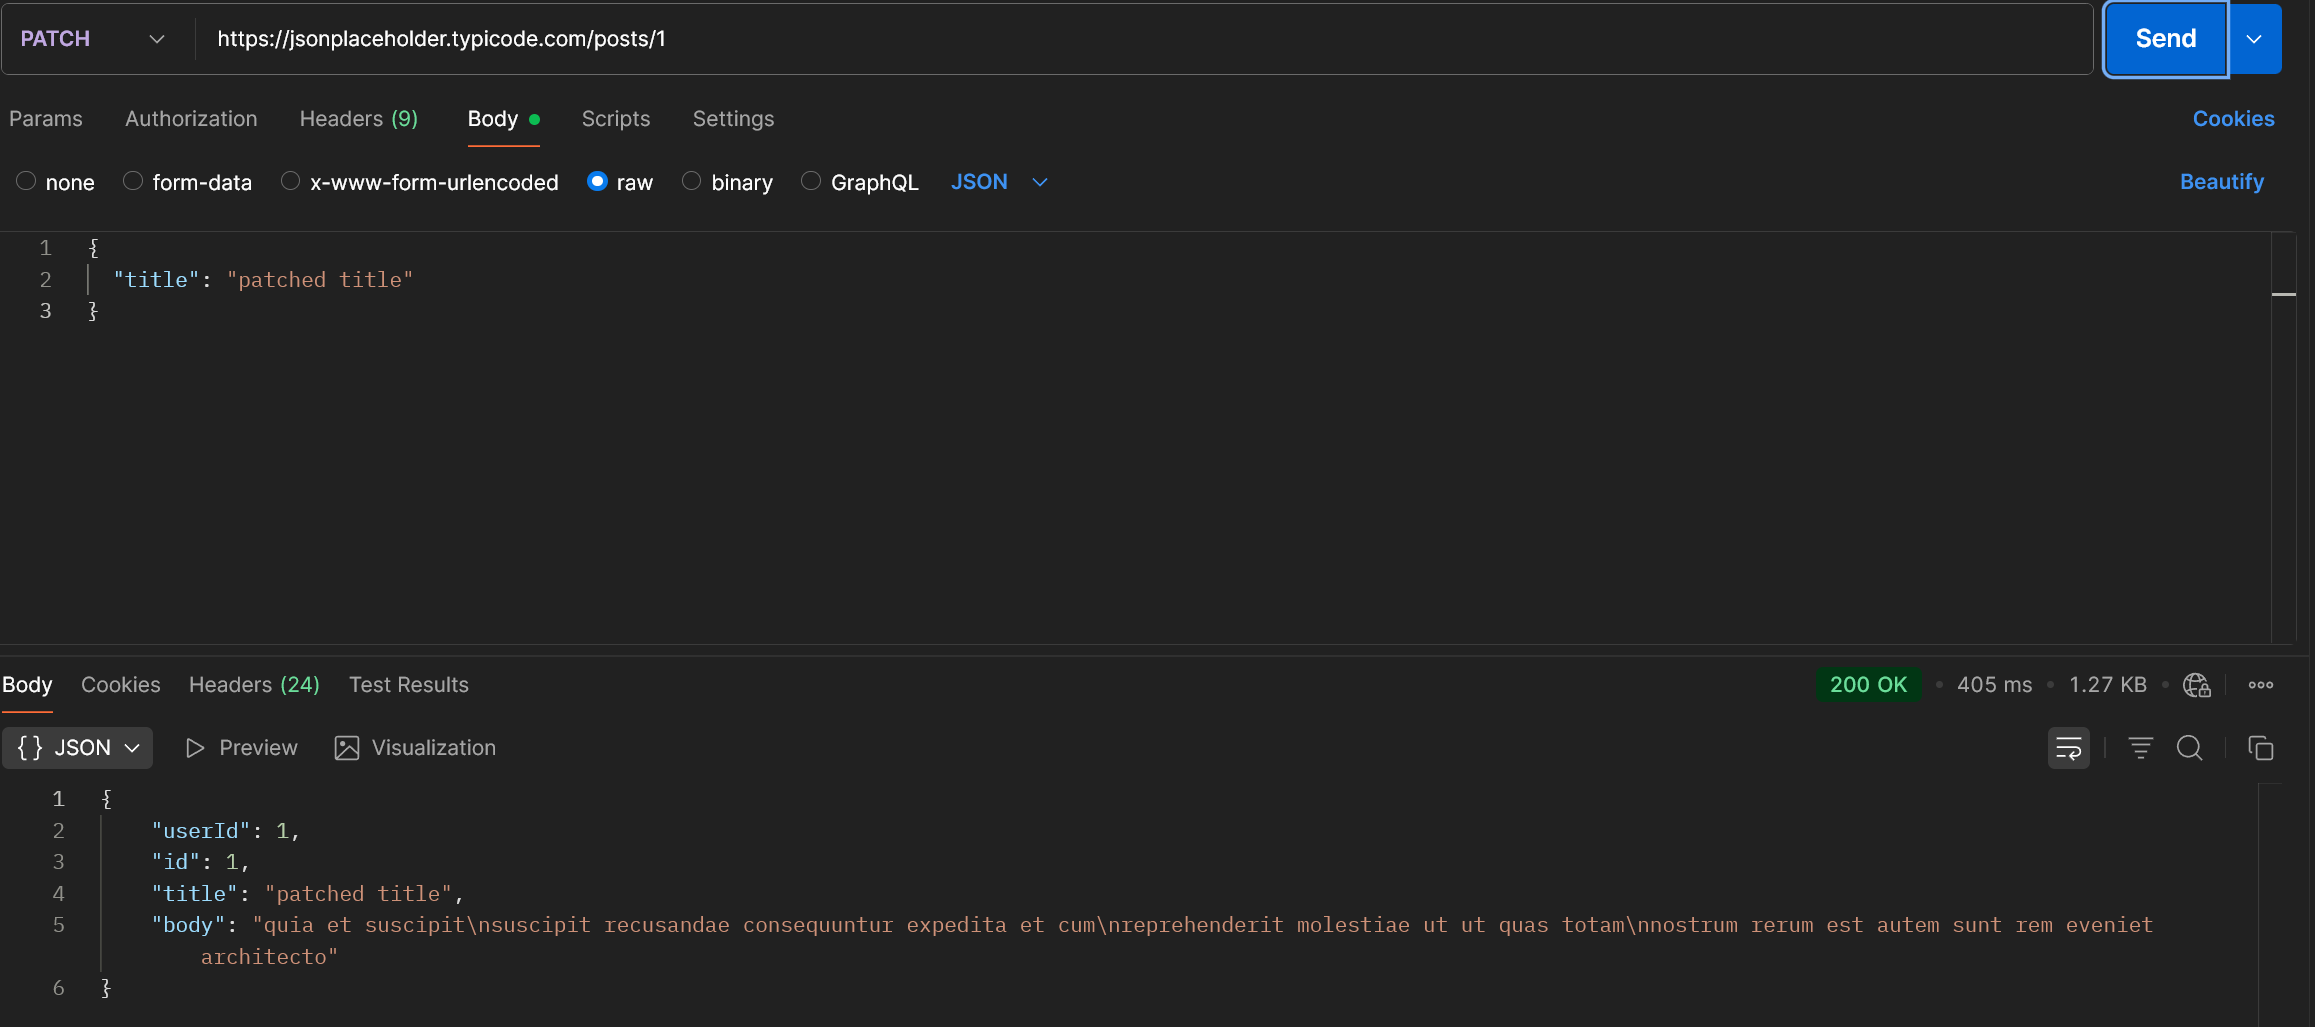 PATCH https://jsonplaceholder.typicode.com/posts/1 Send
Params Authorization Headers (9) Body Scripts Settings Cookies
none form-data x-www-form-urlencoded raw binary GraphQL JSON Beautify
1 {
2 "title": "patched title"
3 }
Body Cookies Headers (24) Test Results 200 OK • 405 ms • 1.27 KB •
{} JSON Preview Visualization
1 {
2 "userId": 1,
3 "id": 1,
4 "title": "patched title",
5 "body": "quia et suscipit\nsuscipit recusandae consequuntur expedita et cum\nreprehenderit molestiae ut ut quas totam\nnostrum rerum est autem sunt rem eveniet
architecto"
6 }